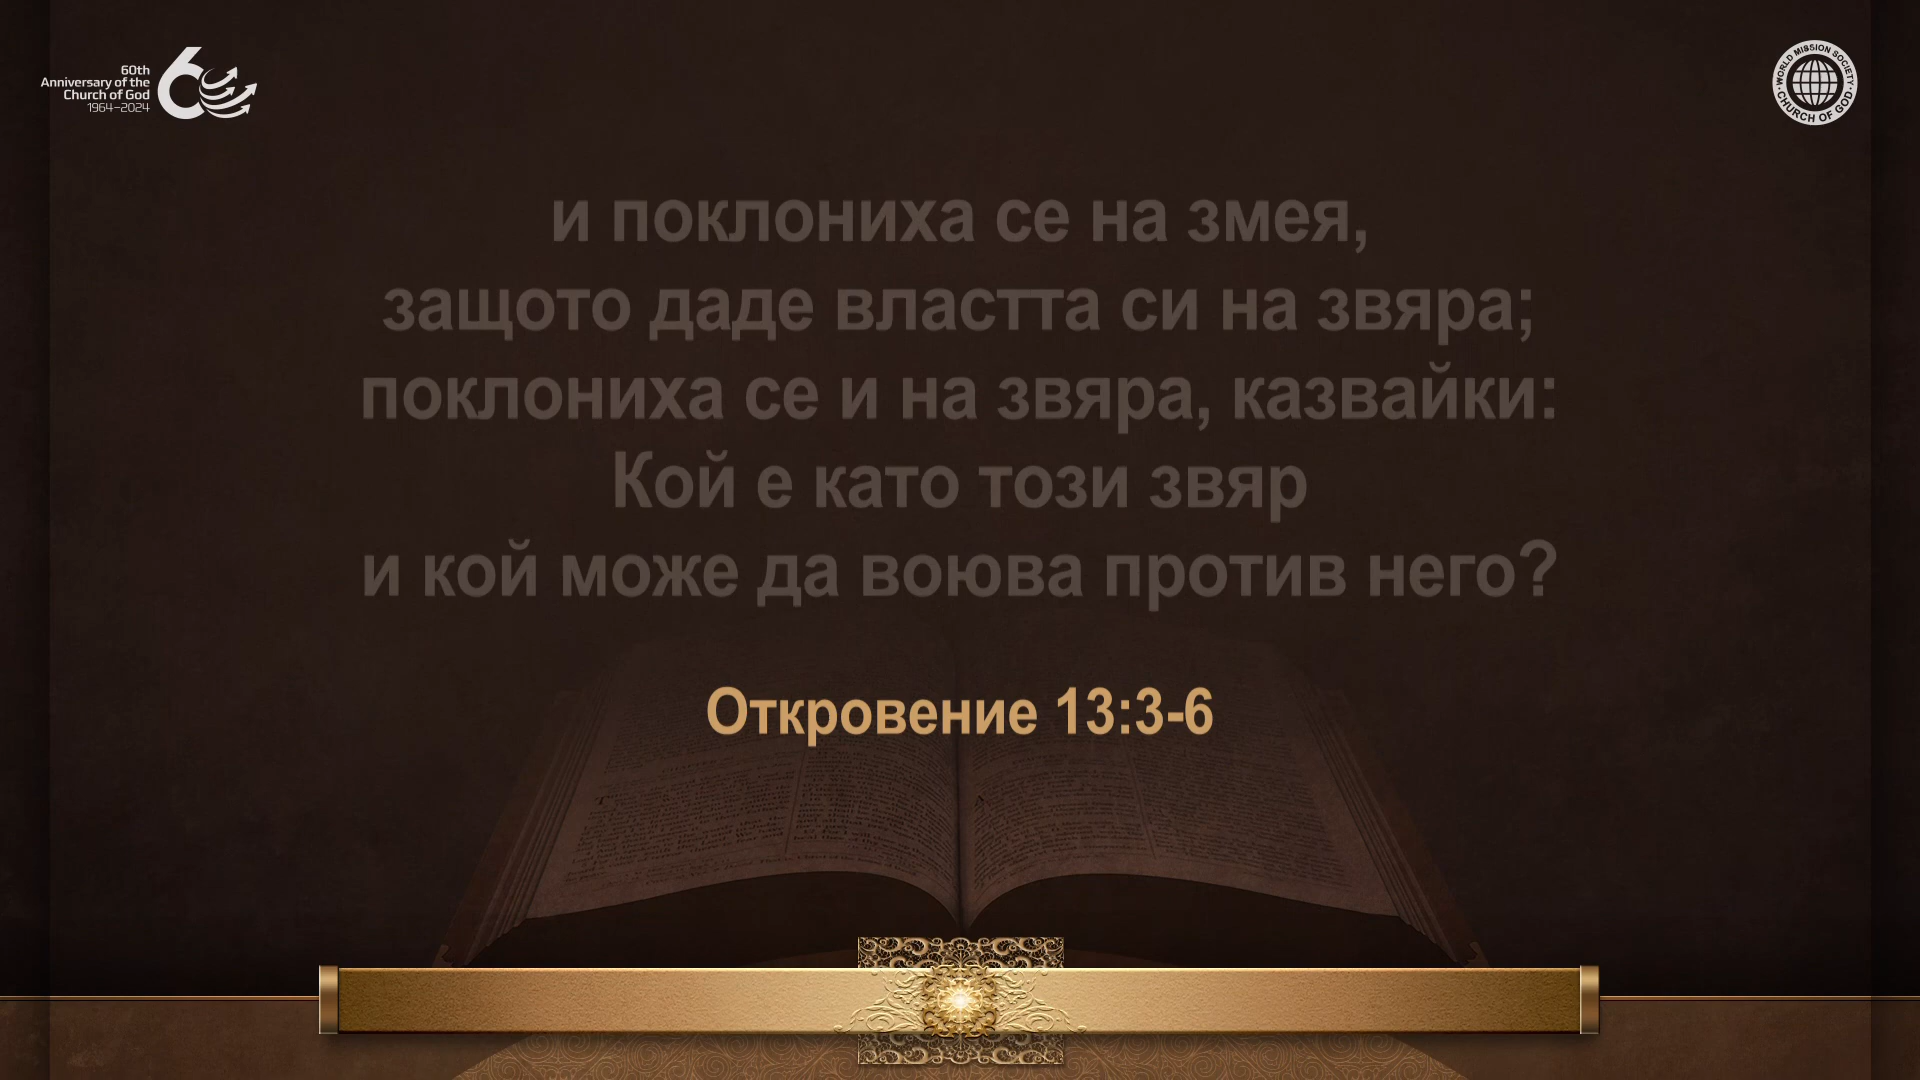 60th
Anniversary of the
Church of God
1964–2024
WORLD MISSION SOCIETY
CHURCH OF GOD
и поклониха се на змея,
защото даде властта си на звяра;
поклониха се и на звяра, казвайки:
Кой е като този звяр
и кой може да воюва против него?
Откровение 13:3-6